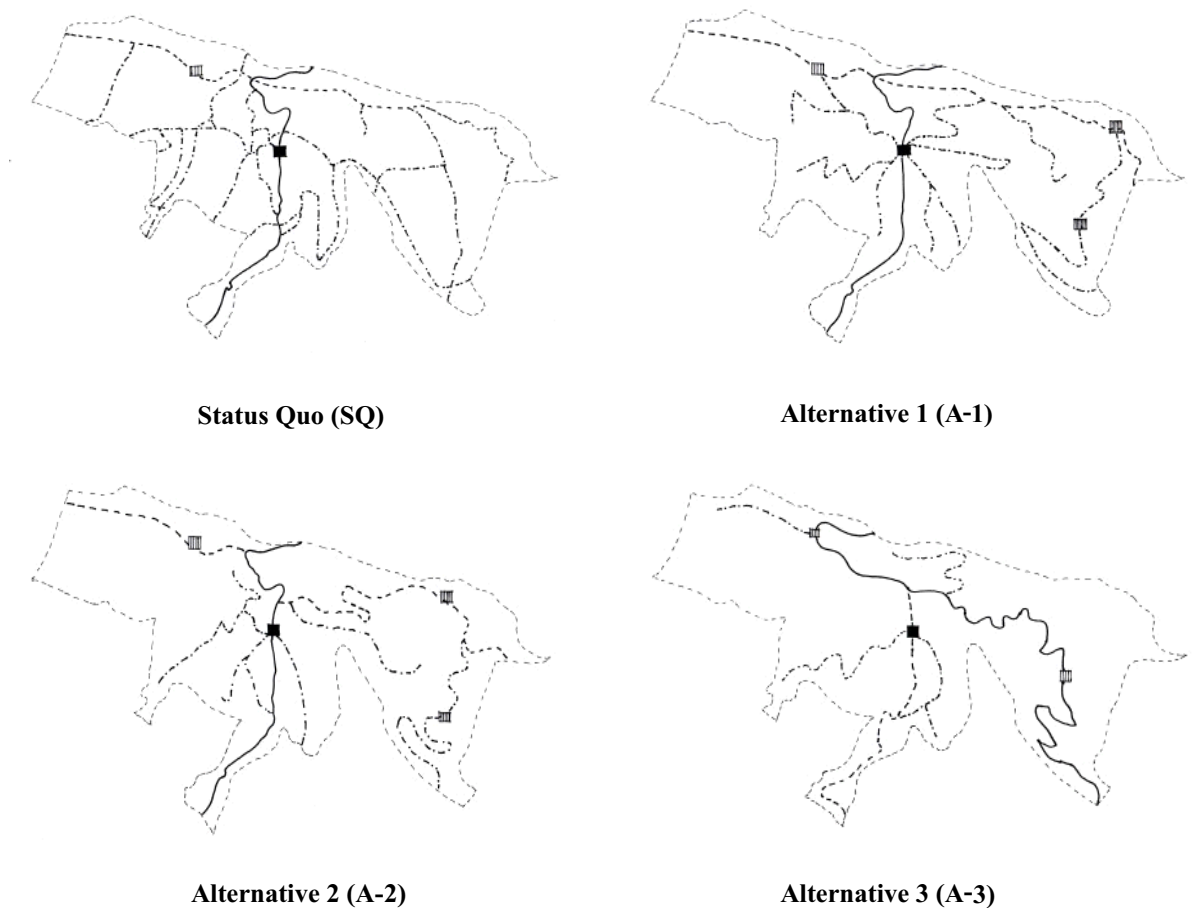 Status Quo (SQ)
Alternative 1 (A-1)
Alternative 2 (A-2)
Alternative 3 (A-3)